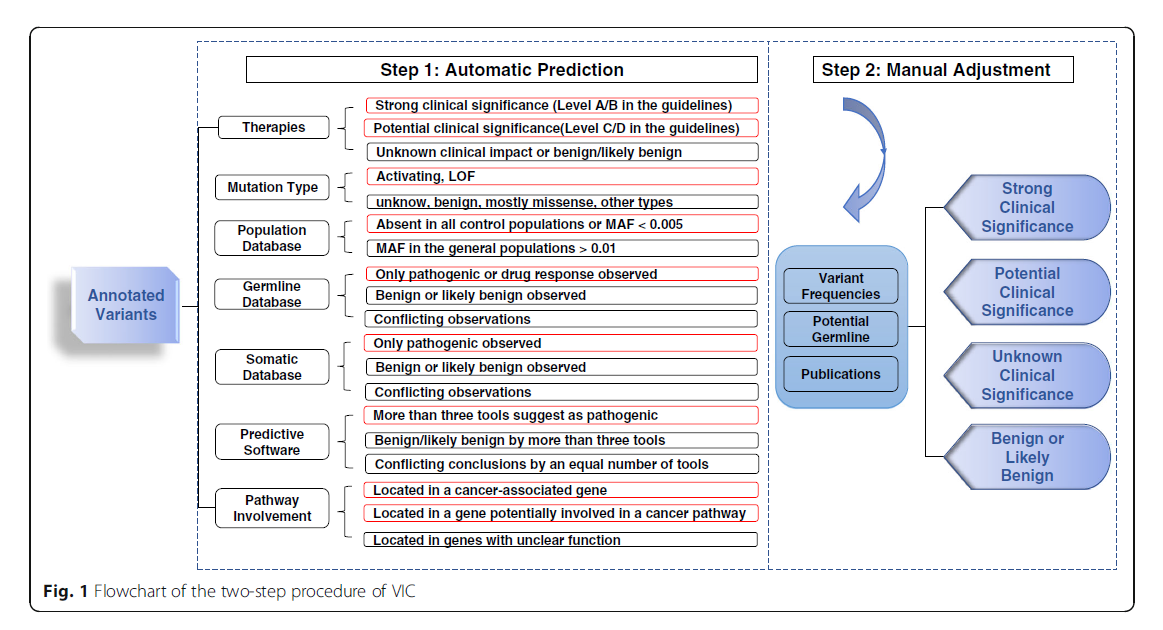 Step 1: Automatic Prediction
Step 2: Manual Adjustment
Annotated
Variants
Therapies
Strong clinical significance (Level A/B in the guidelines)
Potential clinical significance(Level C/D in the guidelines)
Unknown clinical impact or benign/likely benign
Mutation Type
Activating, LOF
unknow, benign, mostly missense, other types
Population
Database
Absent in all control populations or MAF < 0.005
MAF in the general populations > 0.01
Germline
Database
Only pathogenic or drug response observed
Benign or likely benign observed
Conflicting observations
Somatic
Database
Only pathogenic observed
Benign or likely benign observed
Conflicting observations
Predictive
Software
More than three tools suggest as pathogenic
Benign/likely benign by more than three tools
Conflicting conclusions by an equal number of tools
Pathway
Involvement
Located in a cancer-associated gene
Located in a gene potentially involved in a cancer pathway
Located in genes with unclear function
Variant
Frequencies
Potential
Germline
Publications
Strong
Clinical
Significance
Potential
Clinical
Significance
Unknown
Clinical
Significance
Benign or
Likely
Benign
Fig. 1 Flowchart of the two-step procedure of VIC